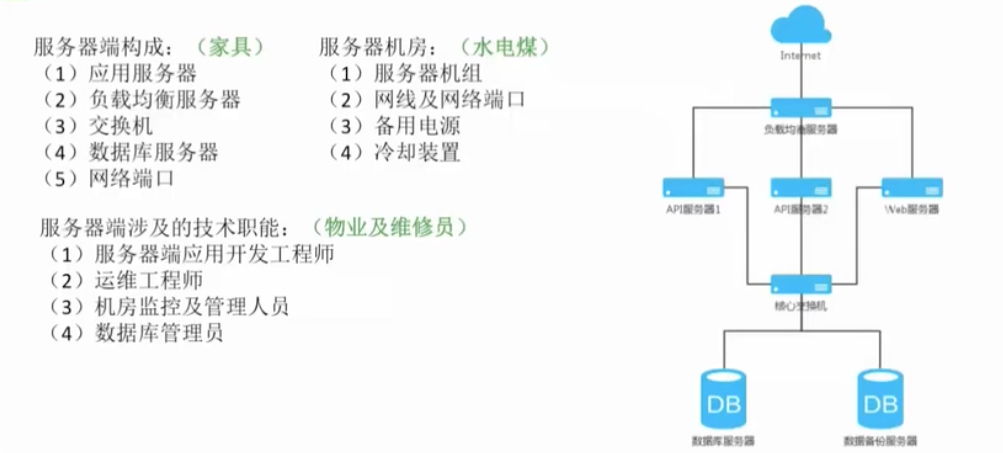 服务器端构成：（家具）
（1）应用服务器
（2）负载均衡服务器
（3）交换机
（4）数据库服务器
（5）网络端口
服务器机房：（水电煤）
（1）服务器机组
（2）网线及网络端口
（3）备用电源
（4）冷却装置
服务器端涉及的技术职能：（物业及维修员）
（1）服务器端应用开发工程师
（2）运维工程师
（3）机房监控及管理人员
（4）数据库管理员
Internet
负载均衡服务器
API服务器1
API服务器2
Web服务器
核心交换机
DB
DB
数据库服务器
数据备份服务器